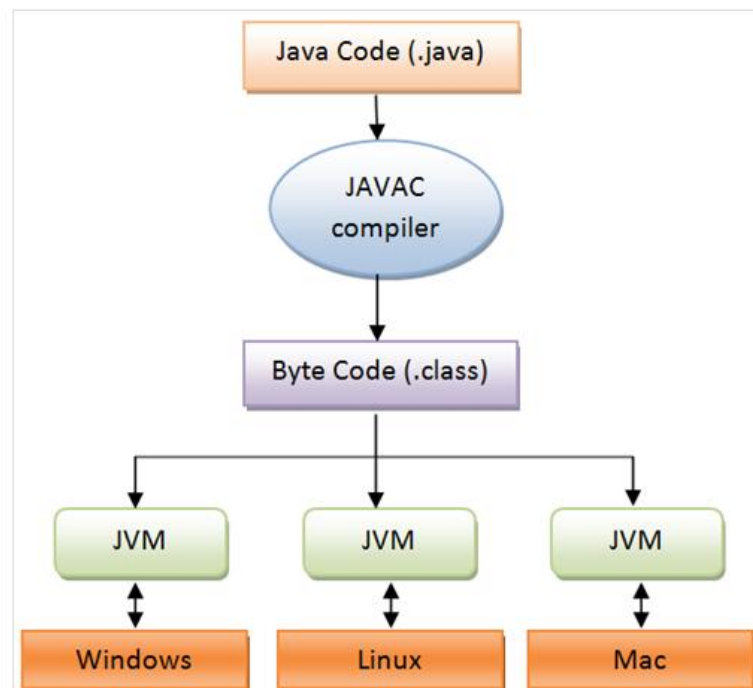 Java Code (.java)
JAVAC
compiler
Byte Code (.class)
JVM
JVM
JVM
Windows
Linux
Mac